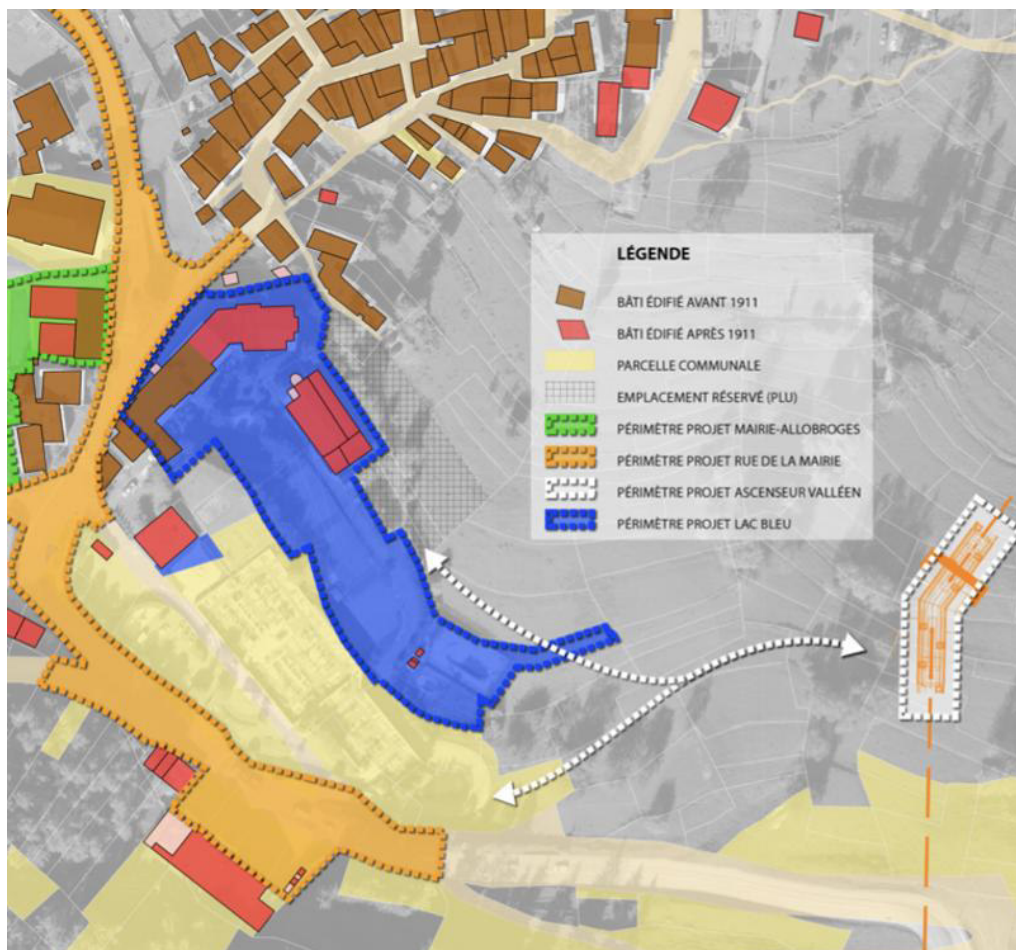 LÉGENDE
BÂTI ÉDIFIÉ AVANT 1911
BÂTI ÉDIFIÉ APRÈS 1911
PARCELLE COMMUNALE
EMPLACEMENT RÉSERVÉ (PLU)
PÉRIMÈTRE PROJET MAIRIE-ALLOBROGES
PÉRIMÈTRE PROJET RUE DE LA MAIRIE
PÉRIMÈTRE PROJET ASCENSEUR VALLÉEN
PÉRIMÈTRE PROJET LAC BLEU